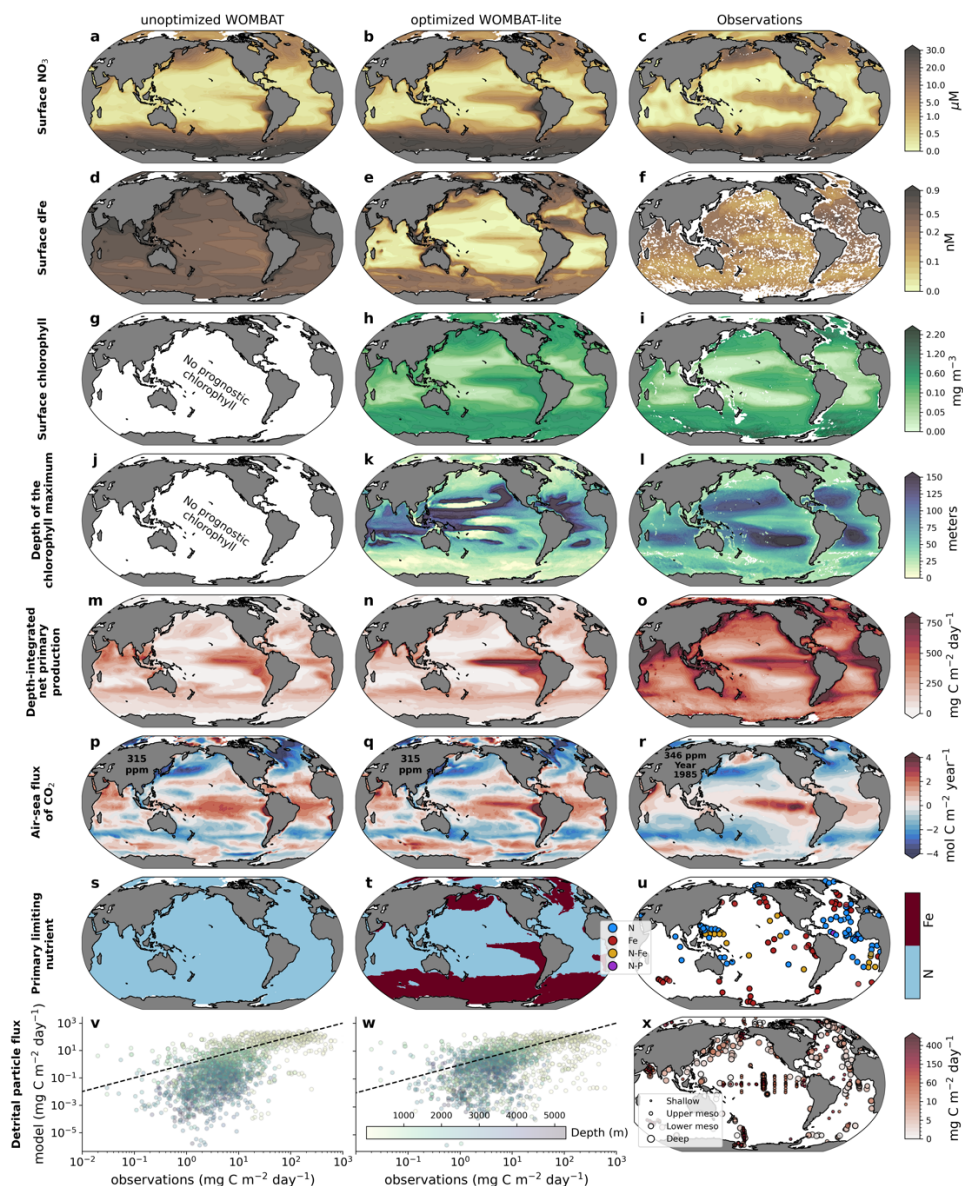 unoptimized WOMBAT
optimized WOMBAT-lite
Observations
a
b
c
Surface NO₃
30.0
20.0
10.0
5.0
1.0
0.5
0.0
μM
d
e
f
Surface dFe
0.9
0.5
0.2
0.1
0.0
nM
g
h
i
Surface chlorophyll
No prognostic
chlorophyll
2.20
1.20
0.60
0.30
0.15
0.05
0.00
mg m⁻³
j
k
l
Depth of the
chlorophyll maximum
No prognostic
chlorophyll
150
125
100
75
50
25
0
meters
m
n
o
Depth-integrated
net primary
production
750
500
250
0
mg C m⁻² day⁻¹
p
q
r
Air-sea flux
of CO₂
315
ppm
315
ppm
346 ppm
Year
1985
4
2
0
−2
−4
mol C m⁻² year⁻¹
s
t
u
Primary limiting
nutrient
N
Fe
N-Fe
N-P
Fe
N
v
w
x
Detrital particle flux
model (mg C m⁻² day⁻¹)
10³
10¹
10⁻¹
10⁻³
10⁻⁵
10⁻² 10⁻¹ 10⁰ 10¹ 10² 10³
10⁻¹ 10⁰ 10¹ 10² 10³
observations (mg C m⁻² day⁻¹)
observations (mg C m⁻² day⁻¹)
1000 2000 3000 4000 5000
Depth (m)
Shallow
Upper meso
Lower meso
Deep
400
150
60
15
5
0
mg C m⁻² day⁻¹